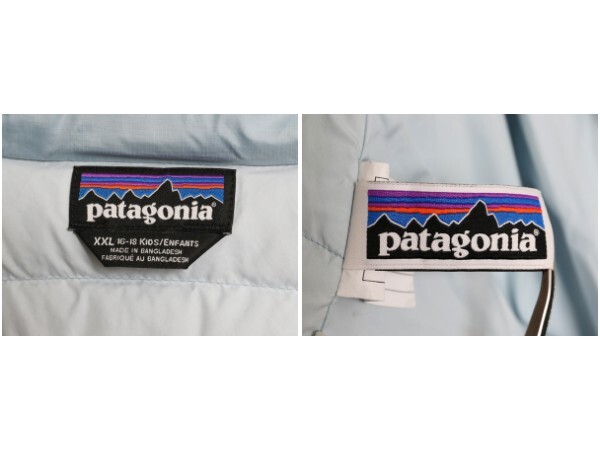 patagonia®
XXL 16-18 KIDS/ENFANTS
MADE IN BANGLADESH
FABRIQUÉ AU BANGLADESH
patagonia®